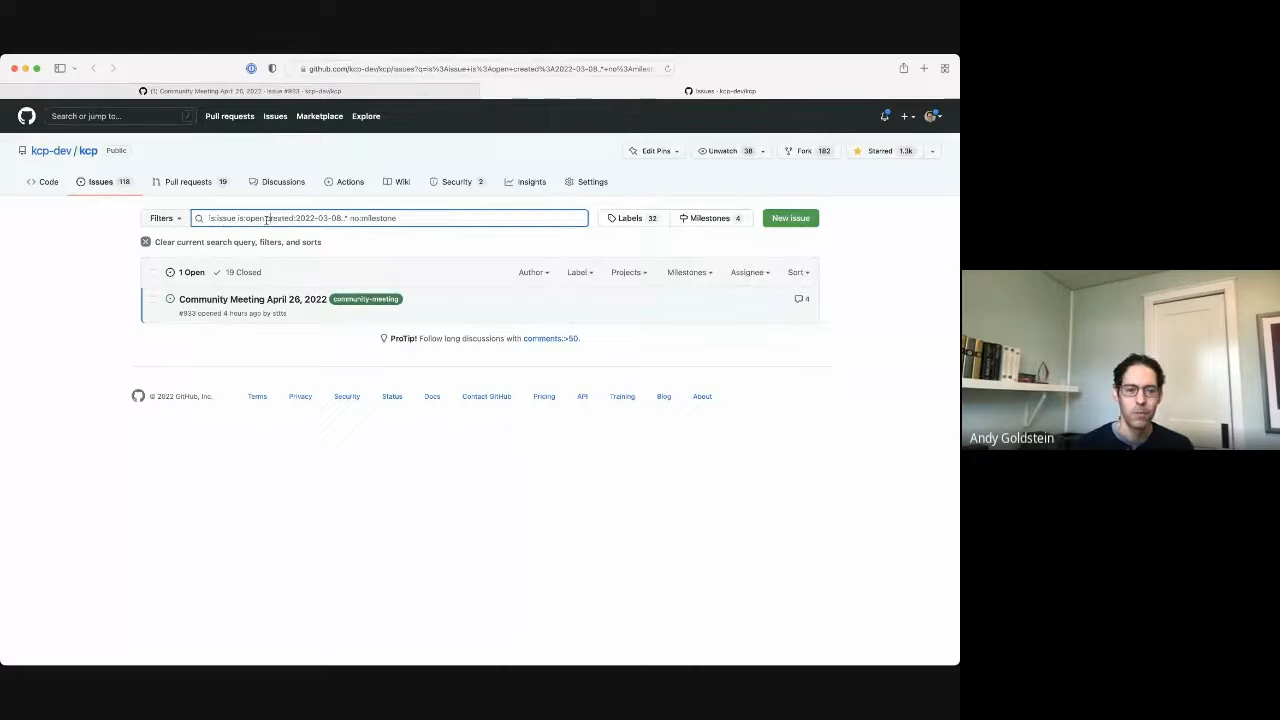 github.com/kcp-dev/kcp/issues?q=is%3Aissue+is%3Aopen+created%3A2022-03-08..*+no%3Amilest
(1) Community Meeting April 26, 2022 · Issue #933 · kcp-dev/kcp
Issues · kcp-dev/kcp
Search or jump to...
/
Pull requests
Issues
Marketplace
Explore
kcp-dev / kcp
Public
Edit Pins
Unwatch 38
Fork 182
Starred 1.3k
Code
Issues 118
Pull requests 19
Discussions
Actions
Wiki
Security 2
Insights
Settings
Filters
is:issue is:open created:2022-03-08..* no:milestone
Labels 32
Milestones 4
New issue
Clear current search query, filters, and sorts
1 Open
19 Closed
Author
Label
Projects
Milestones
Assignee
Sort
Community Meeting April 26, 2022 community-meeting
4
#933 opened 4 hours ago by sttts
ProTip! Follow long discussions with comments:>50.
© 2022 GitHub, Inc.
Terms
Privacy
Security
Status
Docs
Contact GitHub
Pricing
API
Training
Blog
About
Andy Goldstein